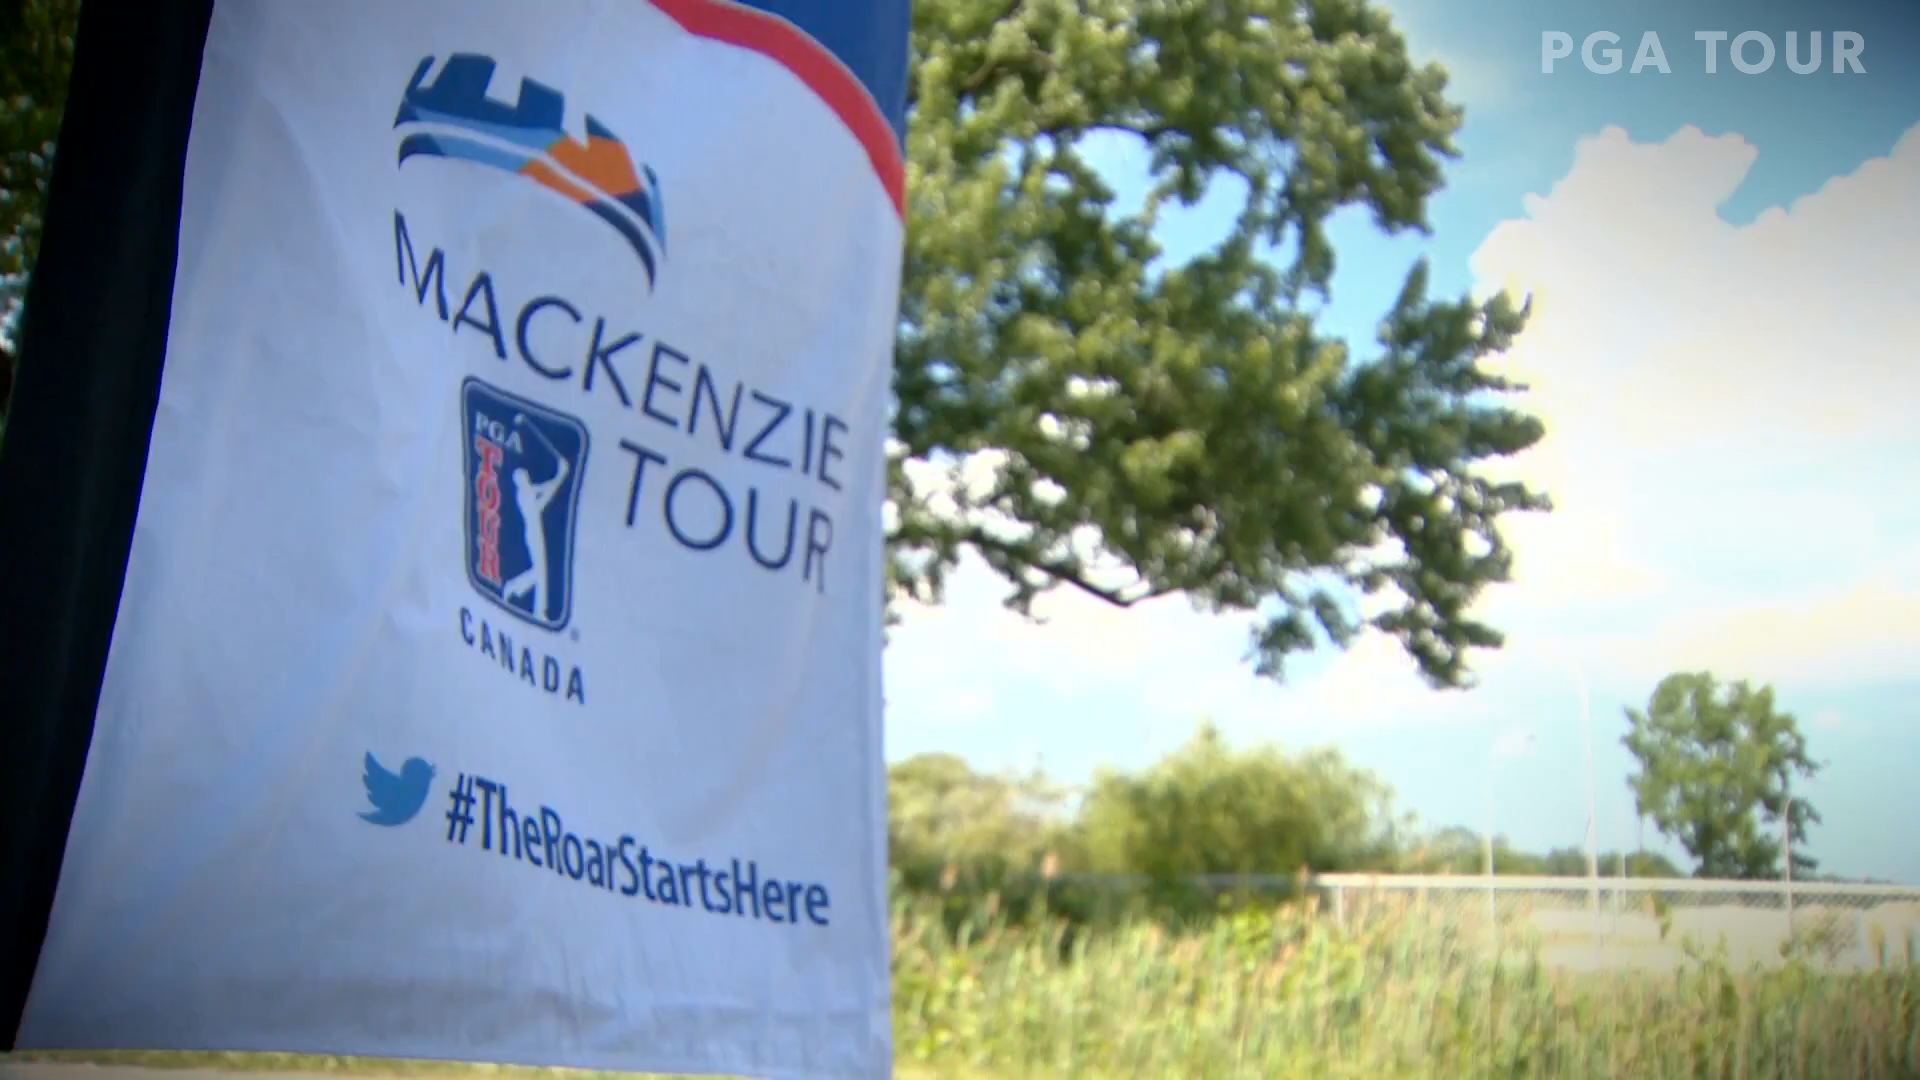 PGA TOUR
MACKENZIE
TOUR
PGA
TOUR
CANADA
#TheRoarStartsHere